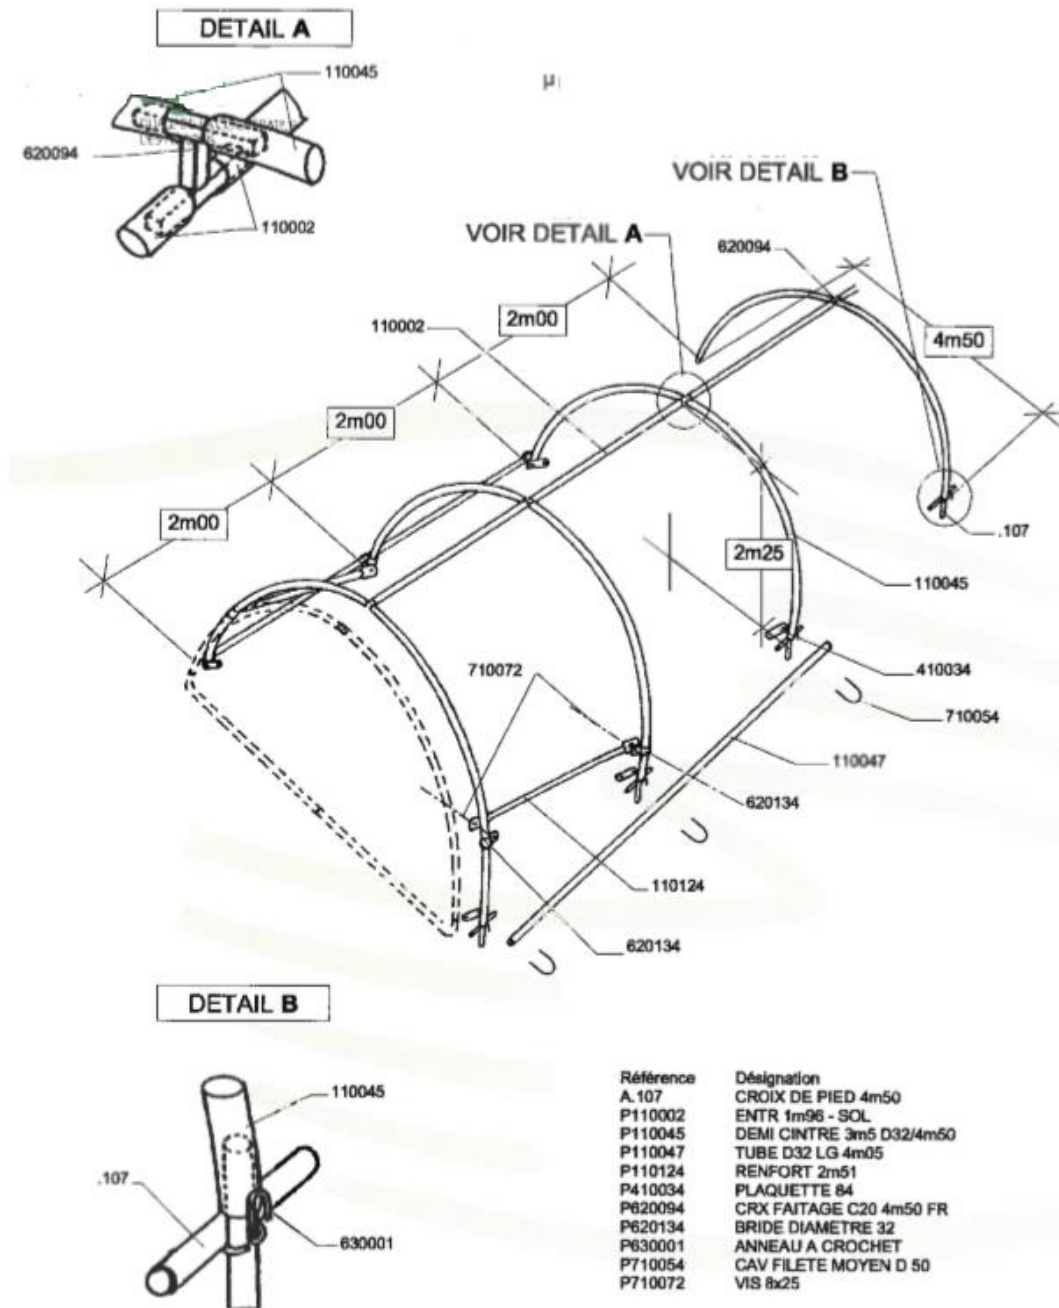 DETAIL A
110045
µ
620094
110002
VOIR DETAIL B
VOIR DETAIL A
620094
110002
2m00
4m50
2m00
2m00
.107
2m25
110045
710072
410034
710054
110047
620134
110124
620134
DETAIL B
110045
.107
630001
Référence Désignation
A.107 CROIX DE PIED 4m50
P110002 ENTR 1m96 - SOL
P110045 DEMI CINTRE 3m5 D32/4m50
P110047 TUBE D32 LG 4m05
P110124 RENFORT 2m51
P410034 PLAQUETTE 84
P620094 CRX FAITAGE C20 4m50 FR
P620134 BRIDE DIAMETRE 32
P630001 ANNEAU A CROCHET
P710054 CAV FILETE MOYEN D 50
P710072 VIS 8x25